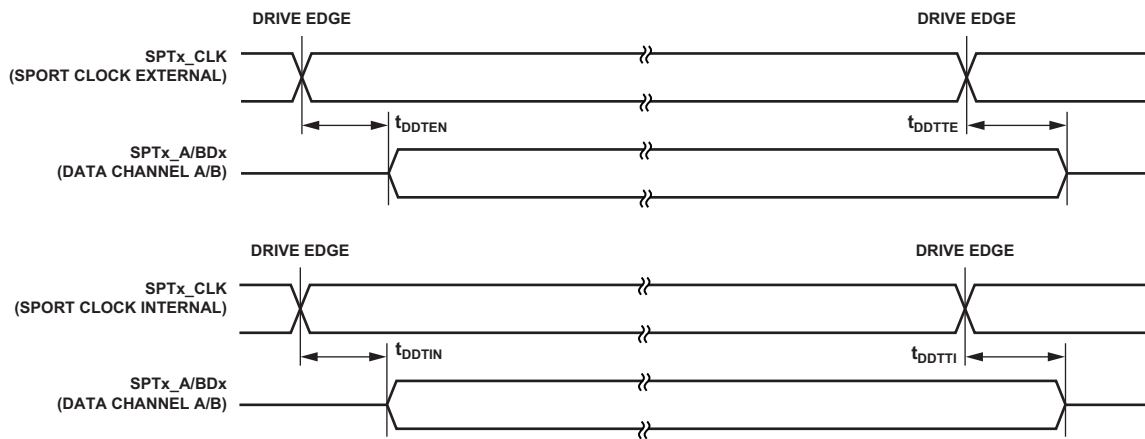 DRIVE EDGE
DRIVE EDGE
SPTx_CLK
(SPORT CLOCK EXTERNAL)
tDDTEN
tDDTTE
SPTx_A/BDx
(DATA CHANNEL A/B)
DRIVE EDGE
DRIVE EDGE
SPTx_CLK
(SPORT CLOCK INTERNAL)
tDDTIN
tDDTTI
SPTx_A/BDx
(DATA CHANNEL A/B)